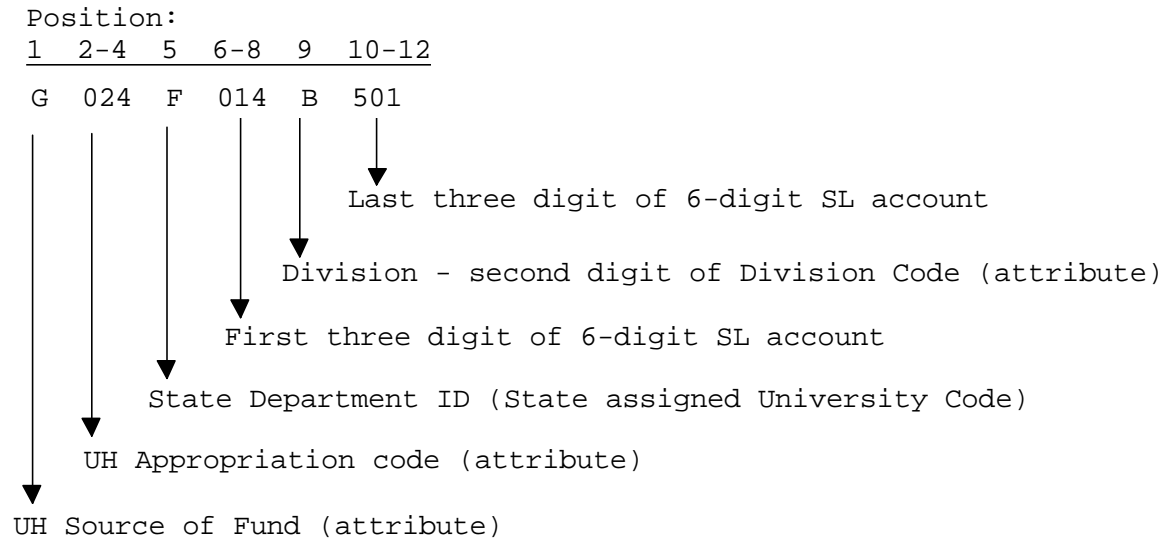 Position:
1 2-4 5 6-8 9 10-12
G 024 F 014 B 501
Last three digit of 6-digit SL account
Division - second digit of Division Code (attribute)
First three digit of 6-digit SL account
State Department ID (State assigned University Code)
UH Appropriation code (attribute)
UH Source of Fund (attribute)